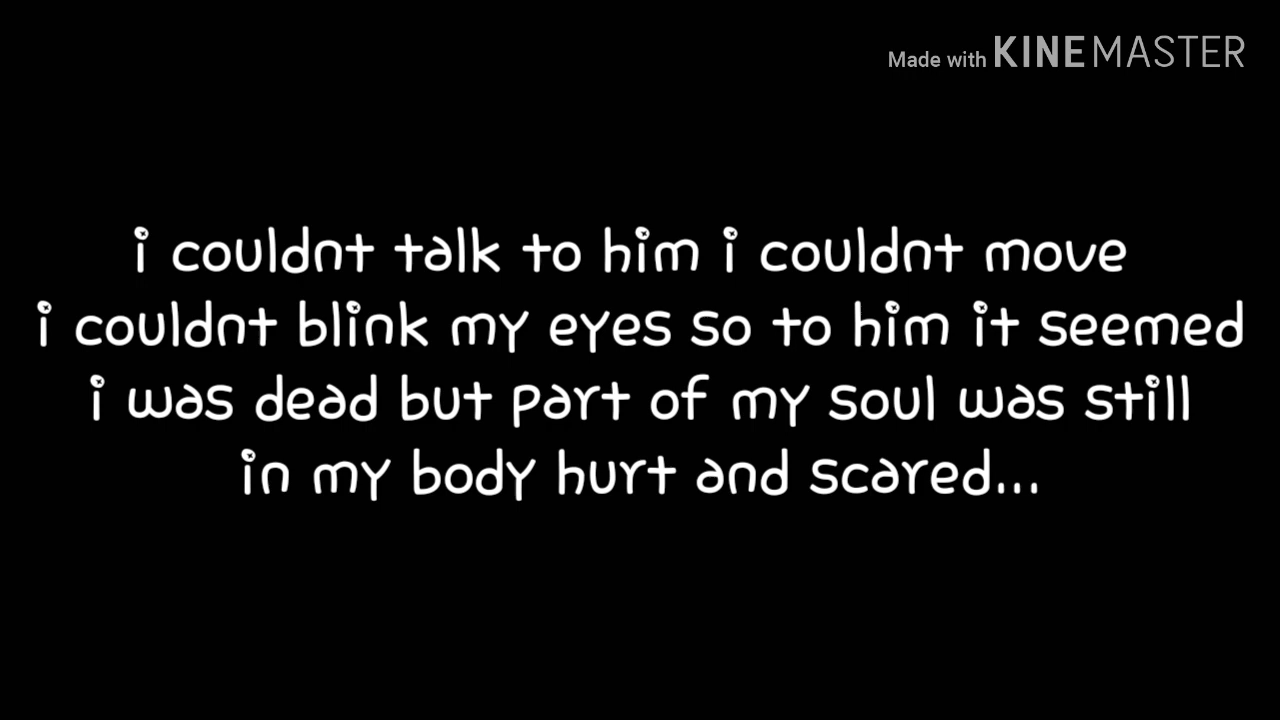 Made with KINEMASTER
i couldnt talk to him i couldnt move
i couldnt blink my eyes so to him it seemed
i was dead but part of my soul was still
in my body hurt and scared...